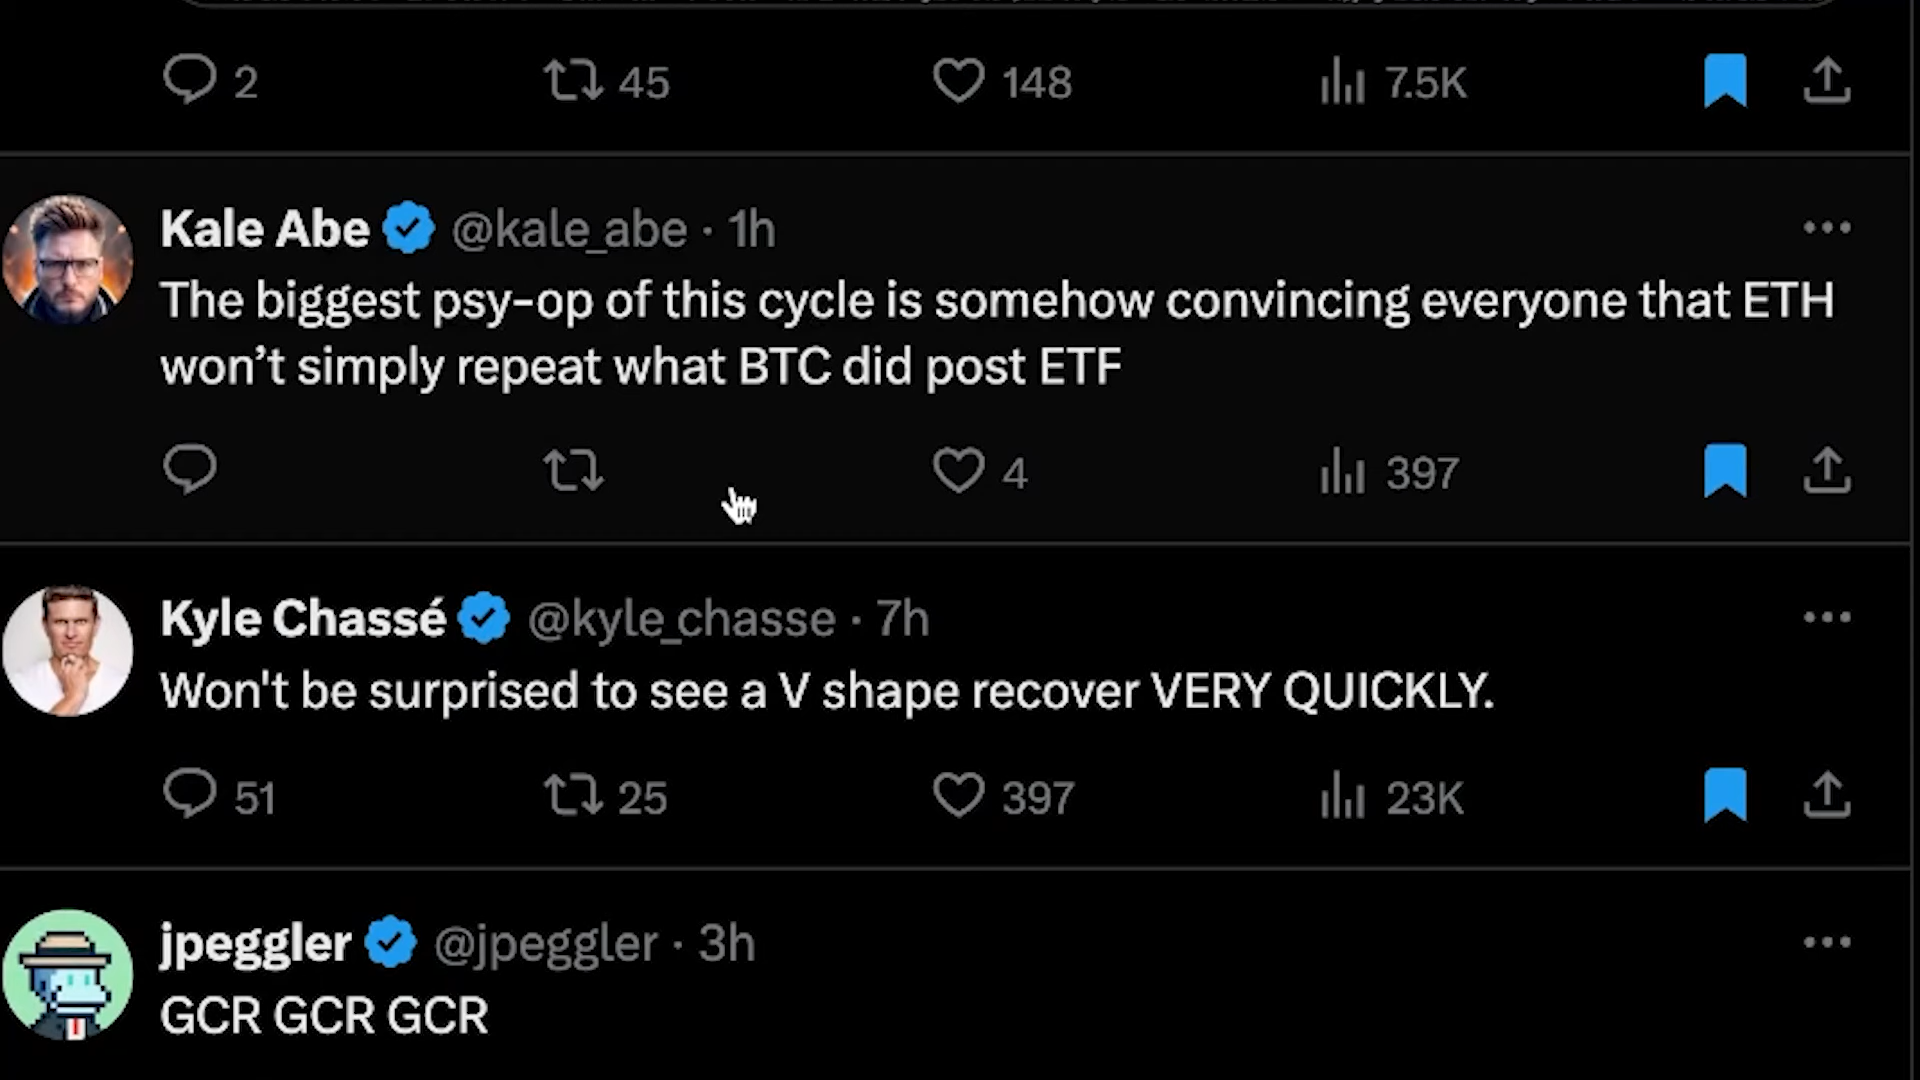 2 45 148 7.5K
Kale Abe @kale_abe · 1h
The biggest psy-op of this cycle is somehow convincing everyone that ETH
won’t simply repeat what BTC did post ETF
4 397
Kyle Chassé @kyle_chasse · 7h
Won't be surprised to see a V shape recover VERY QUICKLY.
51 25 397 23K
jpeggler @jpeggler · 3h
GCR GCR GCR